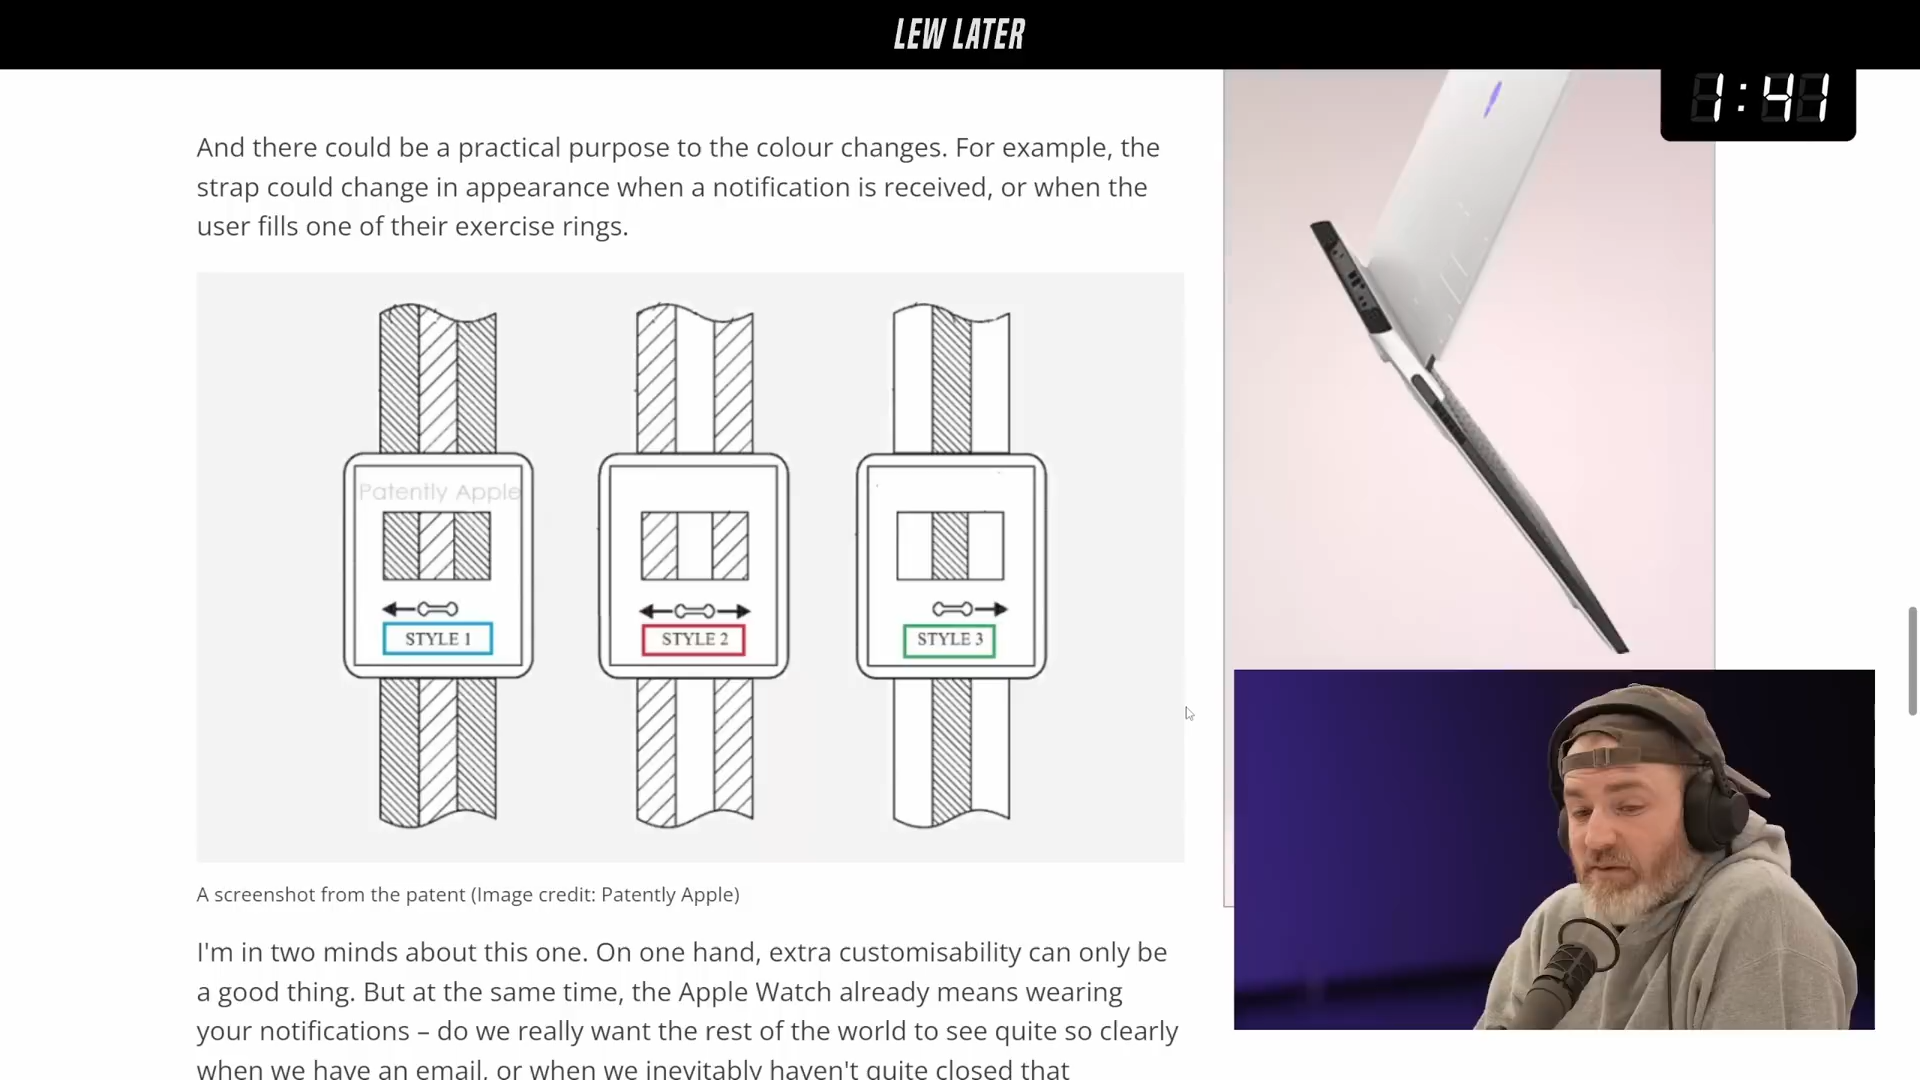 LEW LATER
1:41
And there could be a practical purpose to the colour changes. For example, the
strap could change in appearance when a notification is received, or when the
user fills one of their exercise rings.
Patently Apple
STYLE 1
STYLE 2
STYLE 3
A screenshot from the patent (Image credit: Patently Apple)
I'm in two minds about this one. On one hand, extra customisability can only be
a good thing. But at the same time, the Apple Watch already means wearing
your notifications – do we really want the rest of the world to see quite so clearly
when we have an email, or when we inevitably haven't quite closed that